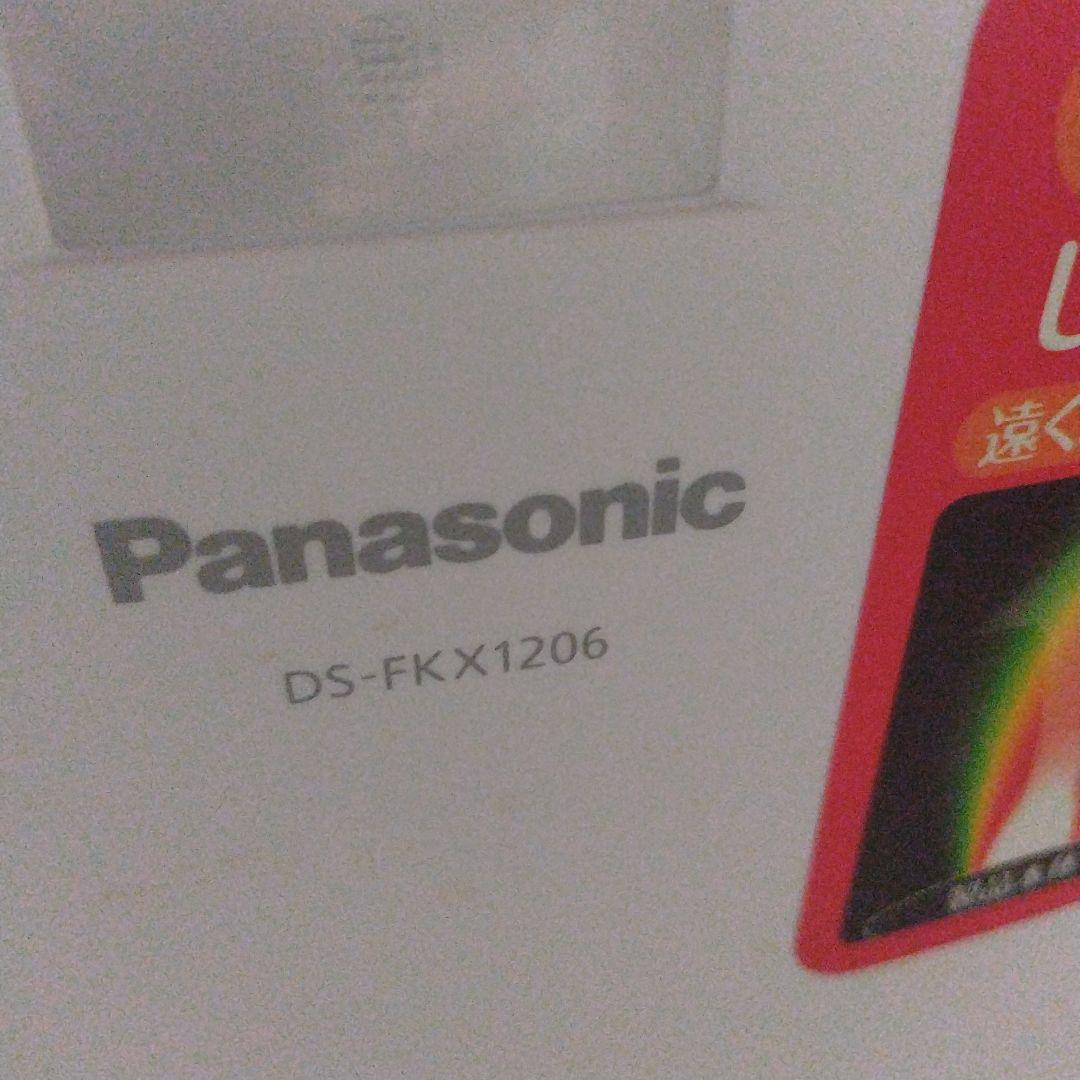 Panasonic
DS-FKX1206
し
遠く